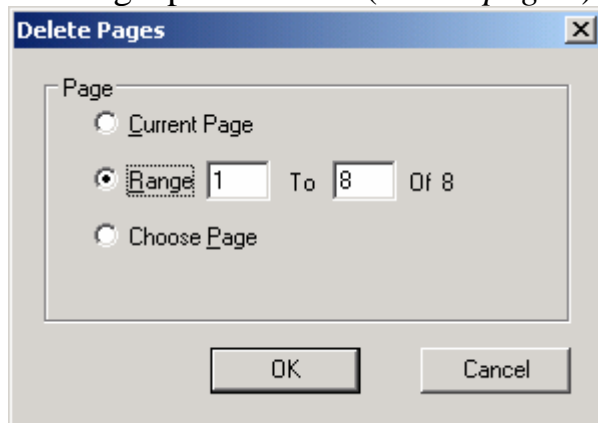 Delete Pages
Page
Current Page
Range 1 To 8 Of 8
Choose Page
OK Cancel